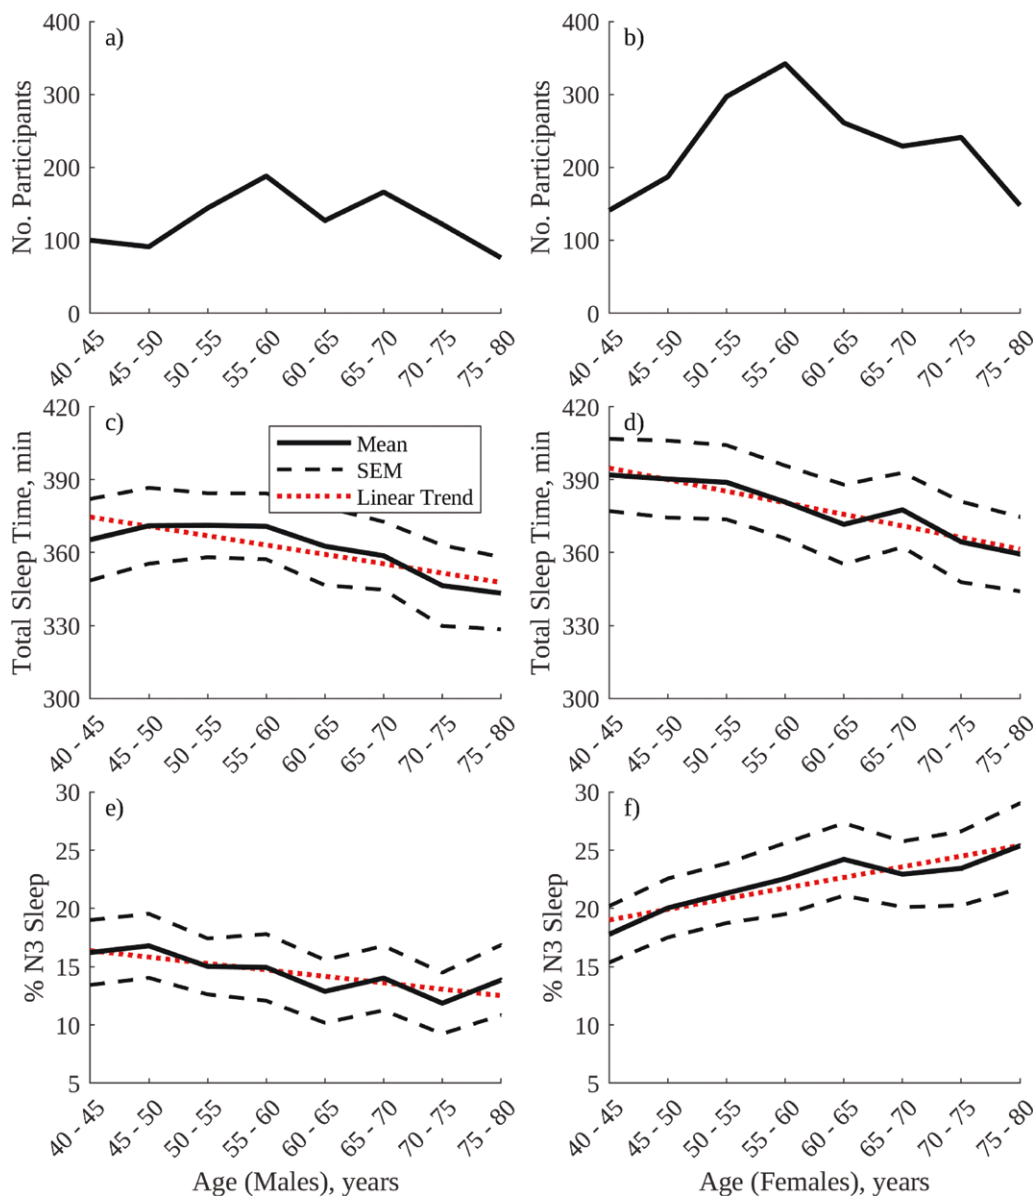 a)
400
300
200
100
0
No. Participants
40 - 45
45 - 50
50 - 55
55 - 60
60 - 65
65 - 70
70 - 75
75 - 80
b)
400
300
200
100
0
No. Participants
40 - 45
45 - 50
50 - 55
55 - 60
60 - 65
65 - 70
70 - 75
75 - 80
c)
420
390
360
330
300
Total Sleep Time, min
Mean
SEM
Linear Trend
40 - 45
45 - 50
50 - 55
55 - 60
60 - 65
65 - 70
70 - 75
75 - 80
d)
420
390
360
330
300
Total Sleep Time, min
40 - 45
45 - 50
50 - 55
55 - 60
60 - 65
65 - 70
70 - 75
75 - 80
e)
30
25
20
15
10
5
% N3 Sleep
40 - 45
45 - 50
50 - 55
55 - 60
60 - 65
65 - 70
70 - 75
75 - 80
Age (Males), years
f)
30
25
20
15
10
5
% N3 Sleep
40 - 45
45 - 50
50 - 55
55 - 60
60 - 65
65 - 70
70 - 75
75 - 80
Age (Females), years